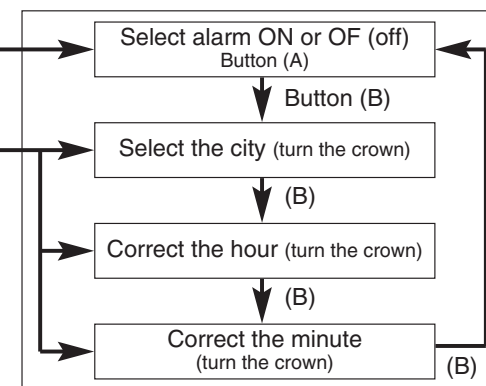 Select alarm ON or OF (off)
Button (A)
Button (B)
Select the city (turn the crown)
(B)
Correct the hour (turn the crown)
(B)
Correct the minute
(turn the crown)
(B)